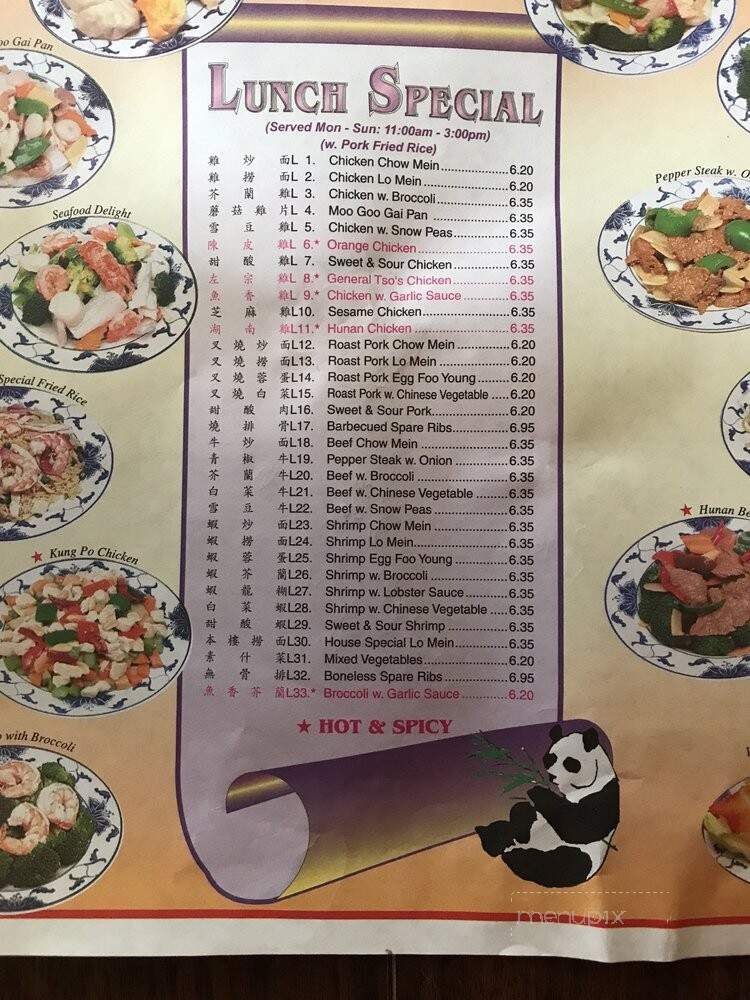 Moo Gai Pan
Pepper Steak w. O
Seafood Delight
Special Fried Rice
★ Hunan Be
★ Kung Po Chicken
with Broccoli
LUNCH SPECIAL
(Served Mon - Sun: 11:00am - 3:00pm)
(w. Pork Fried Rice)
雞炒面L 1. Chicken Chow Mein 6.20
雞撈面L 2. Chicken Lo Mein 6.20
芥蘭雞L 3. Chicken w. Broccoli 6.35
蘑菇雞片L 4. Moo Goo Gai Pan 6.35
雪豆雞L 5. Chicken w. Snow Peas 6.35
陳皮雞L 6.* Orange Chicken 6.35
甜酸雞L 7. Sweet & Sour Chicken 6.35
左宗雞L 8.* General Tso's Chicken 6.35
魚香雞L 9.* Chicken w. Garlic Sauce 6.35
芝麻雞L10. Sesame Chicken 6.35
湖南雞L11.* Hunan Chicken 6.35
叉燒炒面L12. Roast Pork Chow Mein 6.20
叉燒撈面L13. Roast Pork Lo Mein 6.20
叉燒蓉蛋L14. Roast Pork Egg Foo Young 6.20
叉燒白菜L15. Roast Pork w. Chinese Vegetable 6.20
甜酸肉L16. Sweet & Sour Pork 6.20
燒排骨L17. Barbecued Spare Ribs 6.95
牛炒面L18. Beef Chow Mein 6.35
青椒牛L19. Pepper Steak w. Onion 6.35
芥蘭牛L20. Beef w. Broccoli 6.35
白菜牛L21. Beef w. Chinese Vegetable 6.35
雪豆牛L22. Beef w. Snow Peas 6.35
蝦炒面L23. Shrimp Chow Mein 6.35
蝦撈面L24. Shrimp Lo Mein 6.35
蝦蓉蛋L25. Shrimp Egg Foo Young 6.35
蝦芥蘭L26. Shrimp w. Broccoli 6.35
蝦龍糊L27. Shrimp w. Lobster Sauce 6.35
白菜蝦L28. Shrimp w. Chinese Vegetable 6.35
甜酸蝦L29. Sweet & Sour Shrimp 6.35
本樓撈面L30. House Special Lo Mein 6.35
素什菜L31. Mixed Vegetables 6.20
無骨排L32. Boneless Spare Ribs 6.95
魚香芥蘭L33.* Broccoli w. Garlic Sauce 6.20
★ HOT & SPICY
menupix